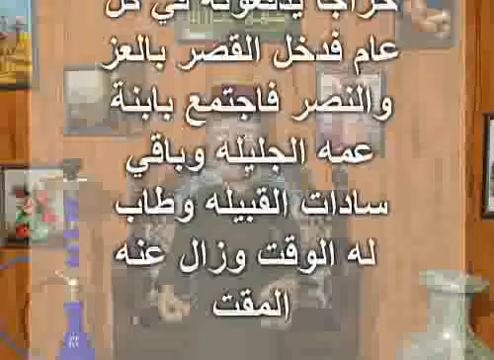 خراجا يدفعونه في كل
عام فدخل القصر بالعز
والنصر فاجتمع بابنة
عمه الجليله وباقي
سادات القبيله وطاب
له الوقت وزال عنه
المقت